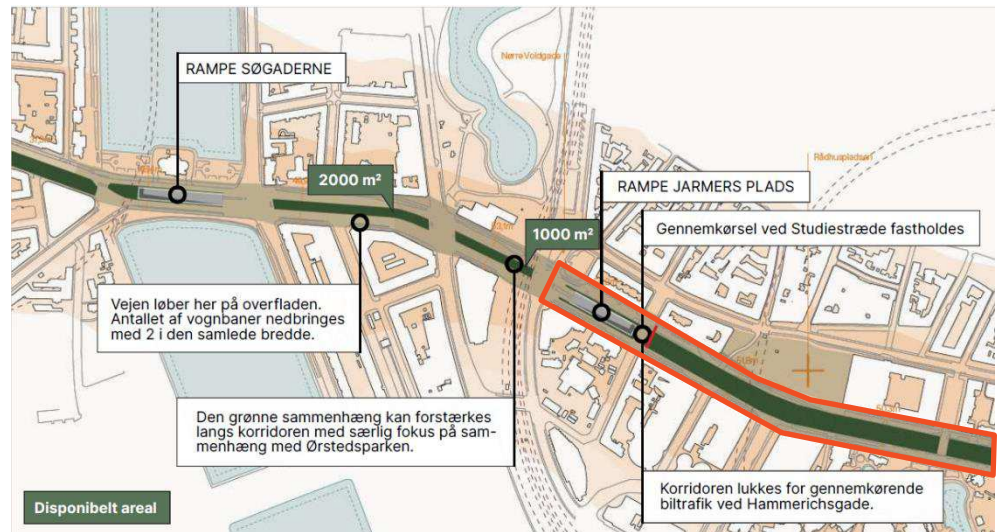 RAMPE SØGADERNE
Nørre Voldgade
Rådhuspladsen
2000 m²
RAMPE JARMERS PLADS
1000 m²
Gennemkørsel ved Studiestræde fastholdes
Vejen løber her på overfladen.
Antallet af vognbaner nedbringes
med 2 i den samlede bredde.
Den grønne sammenhæng kan forstærkes
langs korridoren med særlig fokus på sam-
menhæng med Ørstedsparken.
Korridoren lukkes for gennemkørende
biltrafik ved Hammerichsgade.
Disponibelt areal